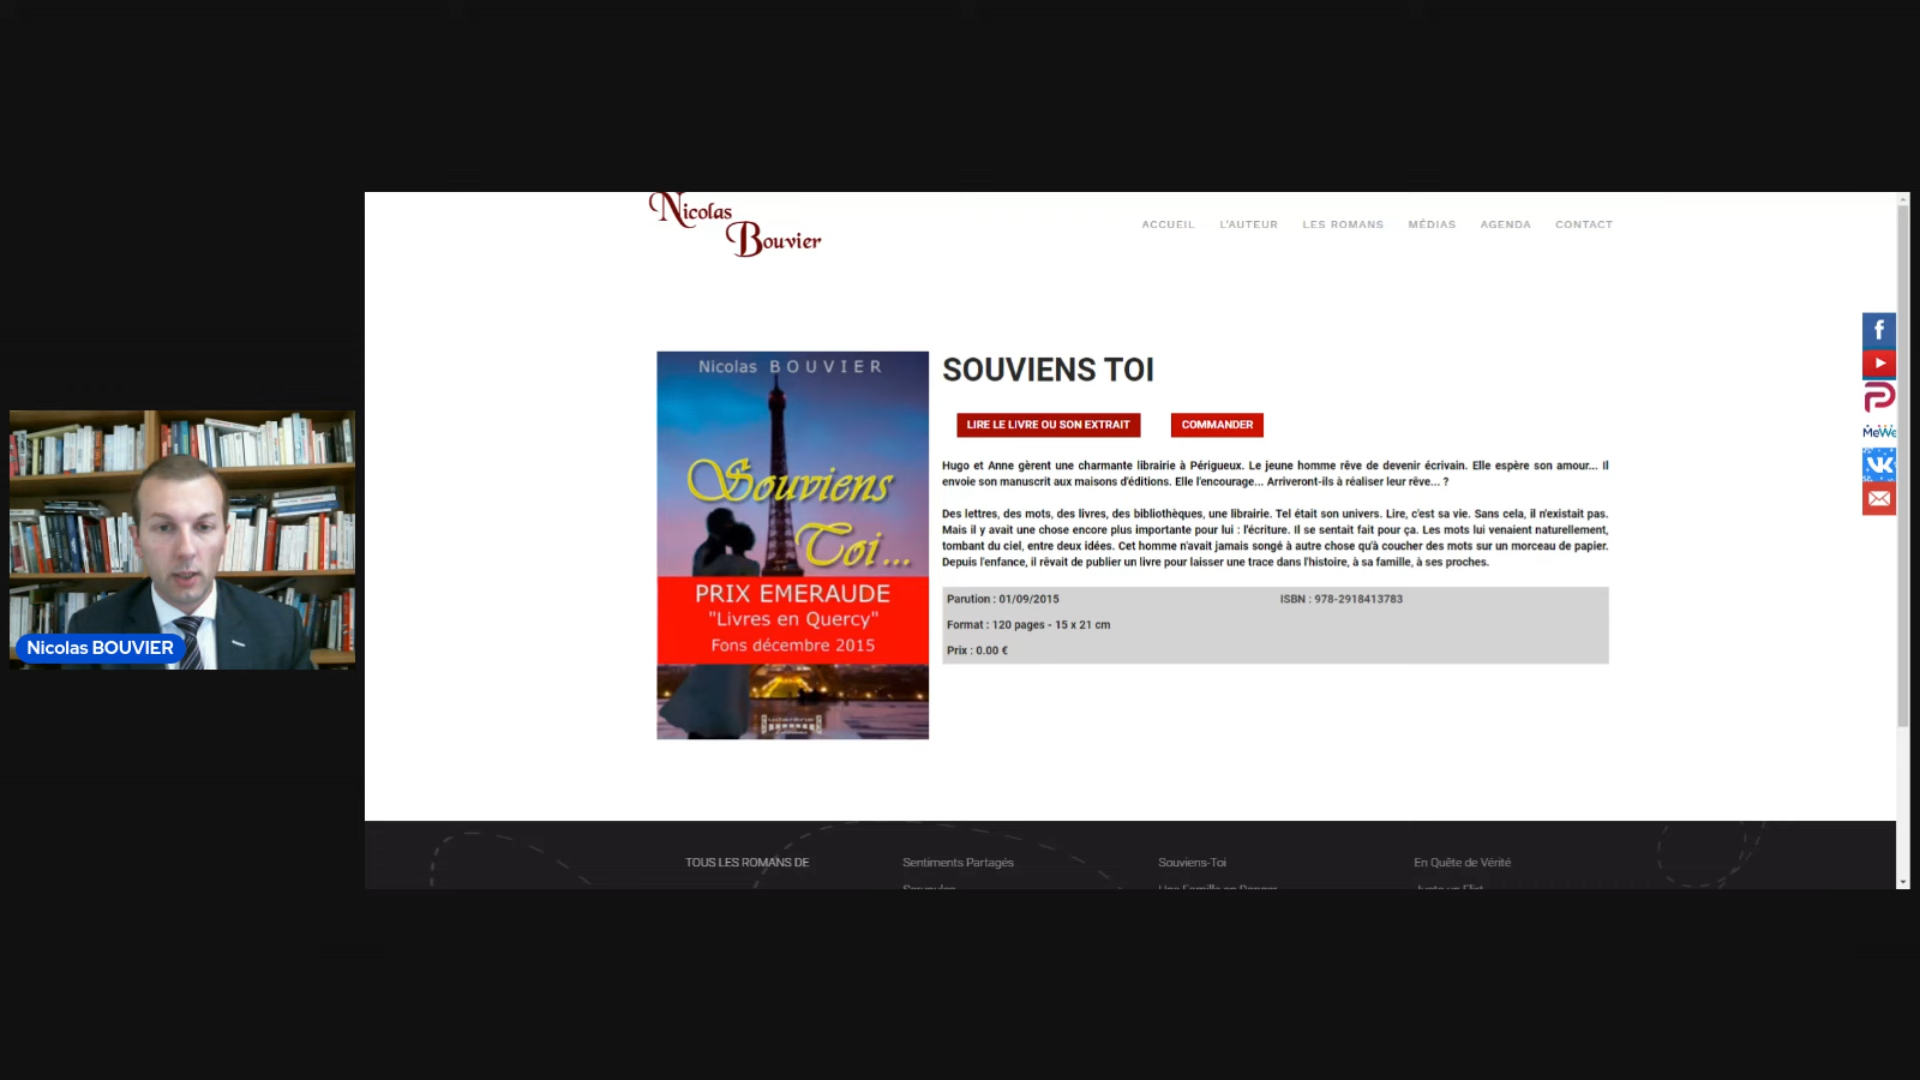 Nicolas
Bouvier
ACCUEIL
L'AUTEUR
LES ROMANS
MÉDIAS
AGENDA
CONTACT
Nicolas BOUVIER
Souviens
Toi...
PRIX EMERAUDE
"Livres en Quercy"
Fons décembre 2015
SOUVIENS TOI
LIRE LE LIVRE OU SON EXTRAIT
COMMANDER
Hugo et Anne gèrent une charmante librairie à Périgueux. Le jeune homme rêve de devenir écrivain. Elle espère son amour... Il
envoie son manuscrit aux maisons d'éditions. Elle l'encourage... Arriveront-ils à réaliser leur rêve... ?
Des lettres, des mots, des livres, des bibliothèques, une librairie. Tel était son univers. Lire, c'est sa vie. Sans cela, il n'existait pas.
Mais il y avait une chose encore plus importante pour lui : l'écriture. Il se sentait fait pour ça. Les mots lui venaient naturellement,
tombant du ciel, entre deux idées. Cet homme n'avait jamais songé à autre chose qu'à coucher des mots sur un morceau de papier.
Depuis l'enfance, il rêvait de publier un livre pour laisser une trace dans l'histoire, à sa famille, à ses proches.
Parution : 01/09/2015
ISBN : 978-2918413783
Format : 120 pages - 15 x 21 cm
Prix : 0.00 €
MeWe
Nicolas BOUVIER
TOUS LES ROMANS DE
Sentiments Partagés
Souviens-Toi
En Quête de Vérité